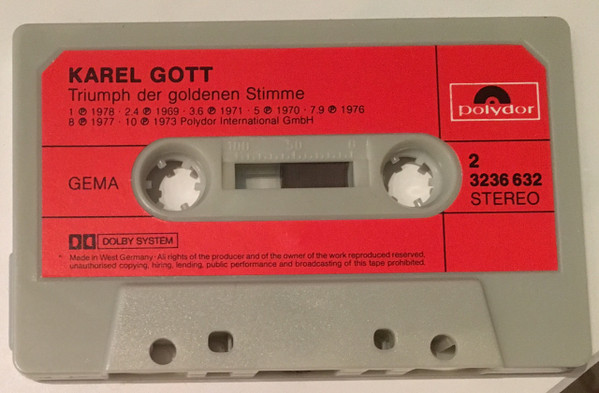 KAREL GOTT
Triumph der goldenen Stimme
1 ℗ 1978 · 2.4 ℗ 1969 · 3.6 ℗ 1971 · 5 ℗ 1970 · 7.9 ℗ 1976
8 ℗ 1977 · 10 ℗ 1973 Polydor International GmbH
polydor
100 50 0
GEMA
2
3236 632
STEREO
DOLBY SYSTEM
Made in West Germany · All rights of the producer and of the owner of the work reproduced reserved,
unauthorised copying, hiring, lending, public performance and broadcasting of this tape prohibited.